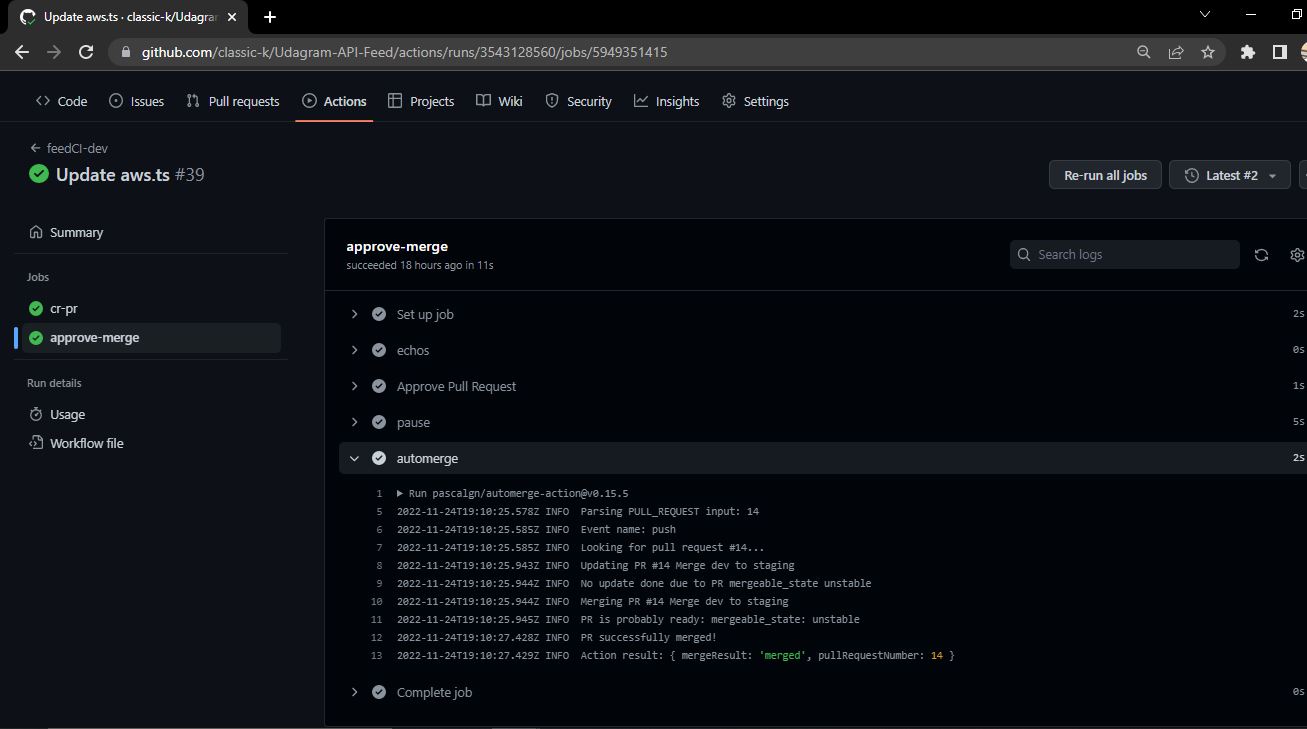 Update aws.ts · classic-k/Udagrar
github.com/classic-k/Udagram-API-Feed/actions/runs/3543128560/jobs/5949351415
Code Issues Pull requests Actions Projects Wiki Security Insights Settings
feedCI-dev
Update aws.ts #39
Re-run all jobs
Latest #2
Summary
Jobs
cr-pr
approve-merge
Run details
Usage
Workflow file
approve-merge
succeeded 18 hours ago in 11s
Search logs
Set up job 2s
echos 0s
Approve Pull Request 1s
pause 5s
automerge 2s
1 Run pascalgn/automerge-action@v0.15.5
5 2022-11-24T19:10:25.578Z INFO Parsing PULL_REQUEST input: 14
6 2022-11-24T19:10:25.585Z INFO Event name: push
7 2022-11-24T19:10:25.585Z INFO Looking for pull request #14...
8 2022-11-24T19:10:25.943Z INFO Updating PR #14 Merge dev to staging
9 2022-11-24T19:10:25.944Z INFO No update done due to PR mergeable_state unstable
10 2022-11-24T19:10:25.944Z INFO Merging PR #14 Merge dev to staging
11 2022-11-24T19:10:25.945Z INFO PR is probably ready: mergeable_state: unstable
12 2022-11-24T19:10:27.428Z INFO PR successfully merged!
13 2022-11-24T19:10:27.429Z INFO Action result: { mergeResult: 'merged', pullRequestNumber: 14 }
Complete job 0s